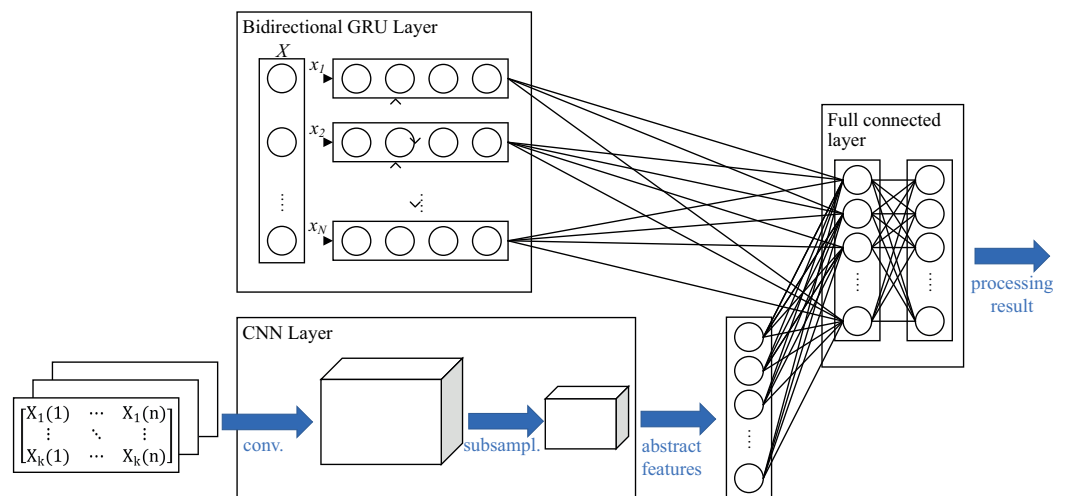 Bidirectional GRU Layer
X
x1
x2
⋮
⋮
xN
Full connected
layer
⋮
⋮
processing
result
CNN Layer
X1(1) ⋯ X1(n)
⋮ ⋱ ⋮
Xk(1) ⋯ Xk(n)
conv.
subsampl.
abstract
features
⋮